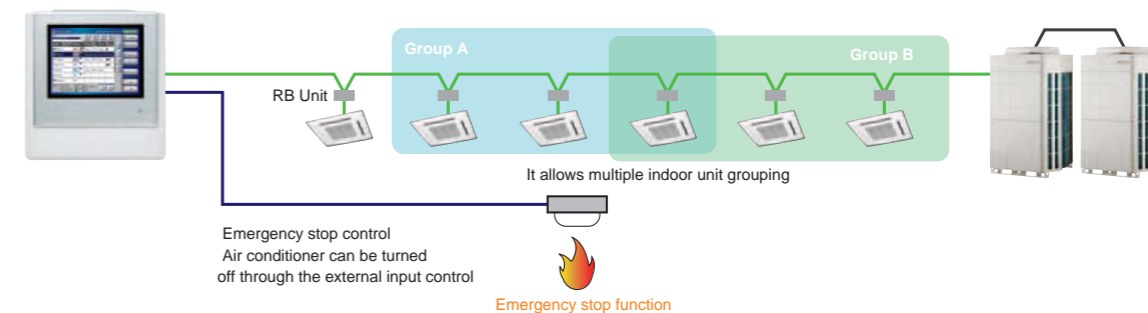 Group A
Group B
RB Unit
It allows multiple indoor unit grouping
Emergency stop control
Air conditioner can be turned
off through the external input control
Emergency stop function